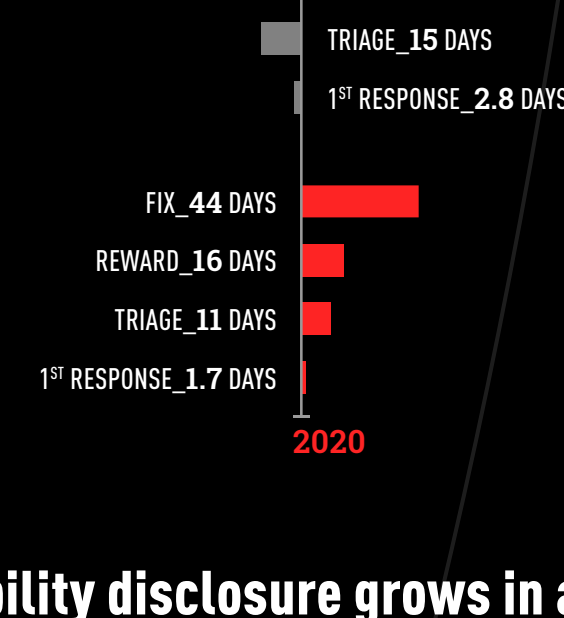 TRIAGE_15 DAYS
1ST RESPONSE_2.8 DAYS
FIX_44 DAYS
REWARD_16 DAYS
TRIAGE_11 DAYS
1ST RESPONSE_1.7 DAYS
2020
disclosure grows in